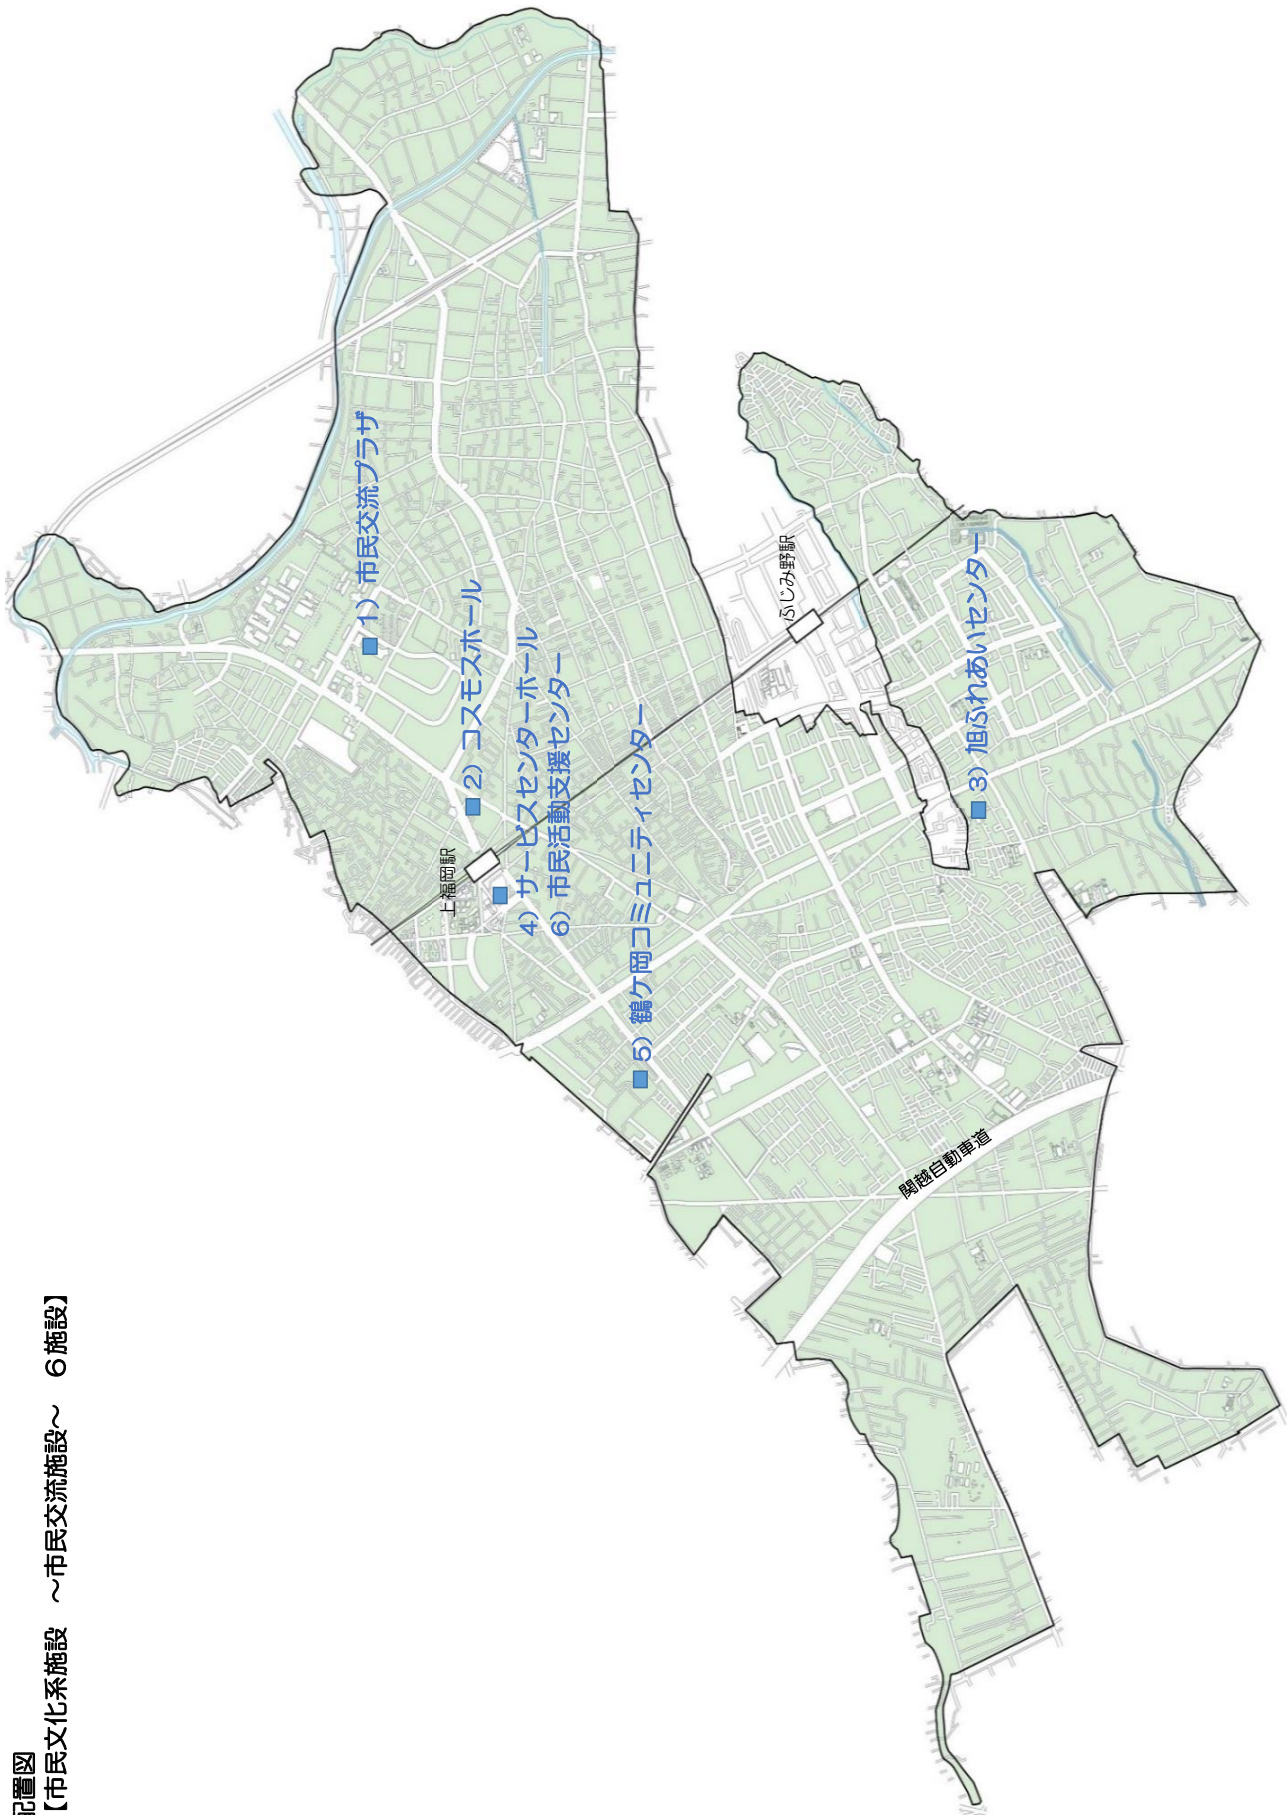 配置図
【市民文化系施設　～市民交流施設～　６施設】
1）市民交流プラザ
2）コスモスホール
上福岡駅
4）サービスセンターホール
6）市民活動支援センター
5）鶴ケ岡コミュニティセンター
ふじみ野駅
3）旭ふれあいセンター
関越自動車道